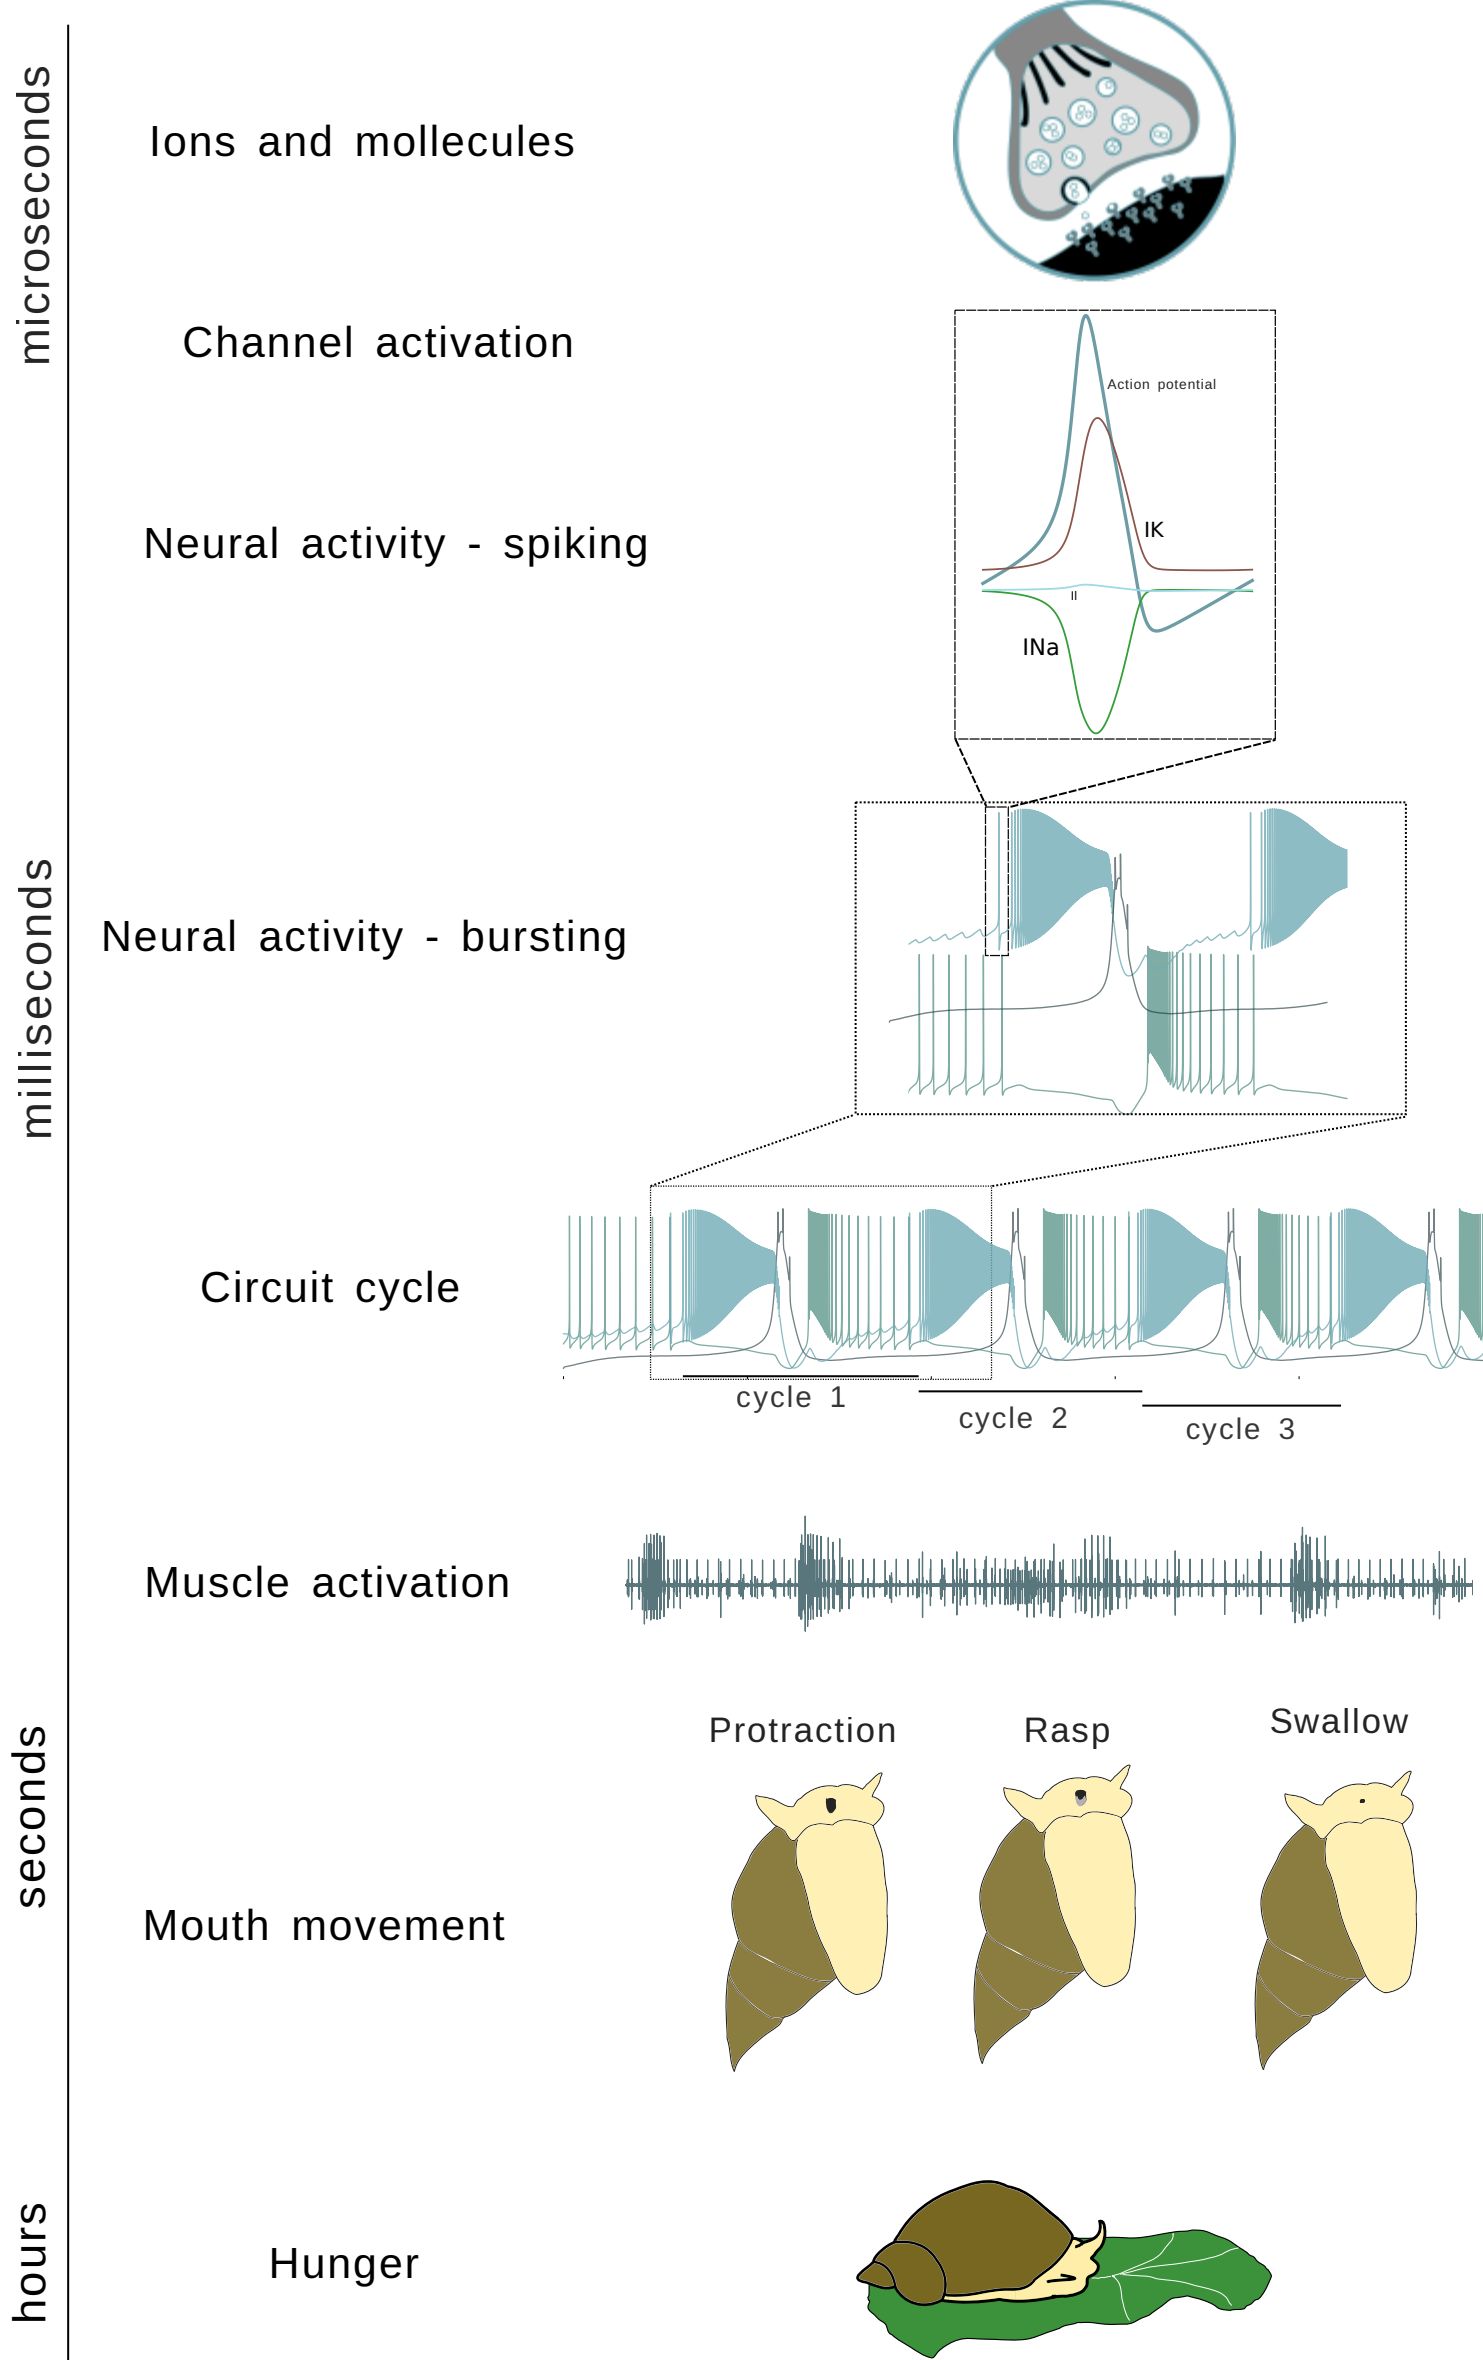 microseconds
Ions and mollecules
Channel activation
Action potential
Neural activity - spiking
IK
II
INa
milliseconds
Neural activity - bursting
Circuit cycle
cycle 1
cycle 2
cycle 3
Muscle activation
seconds
Protraction
Rasp
Swallow
Mouth movement
hours
Hunger